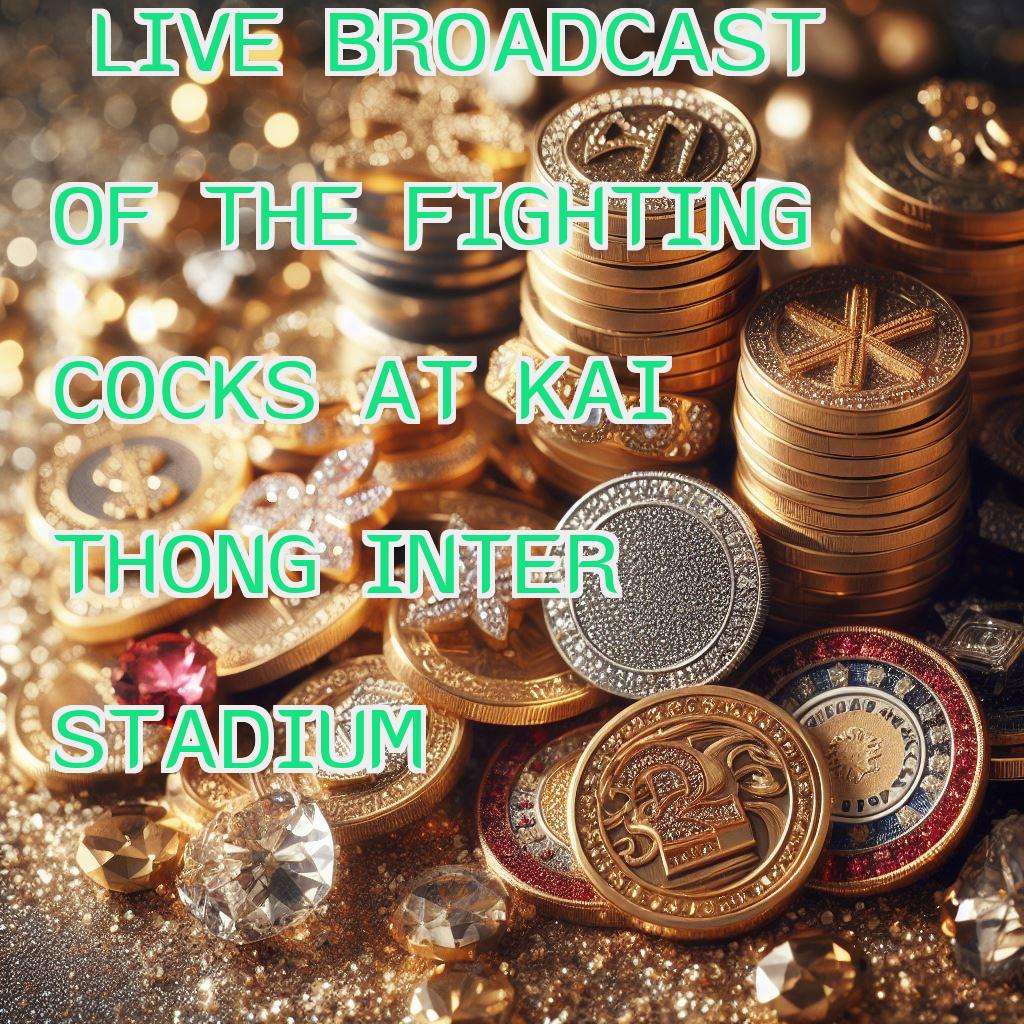 LIVE BROADCAST
OF THE FIGHTING
COCKS AT KAI
THONG INTER
STADIUM